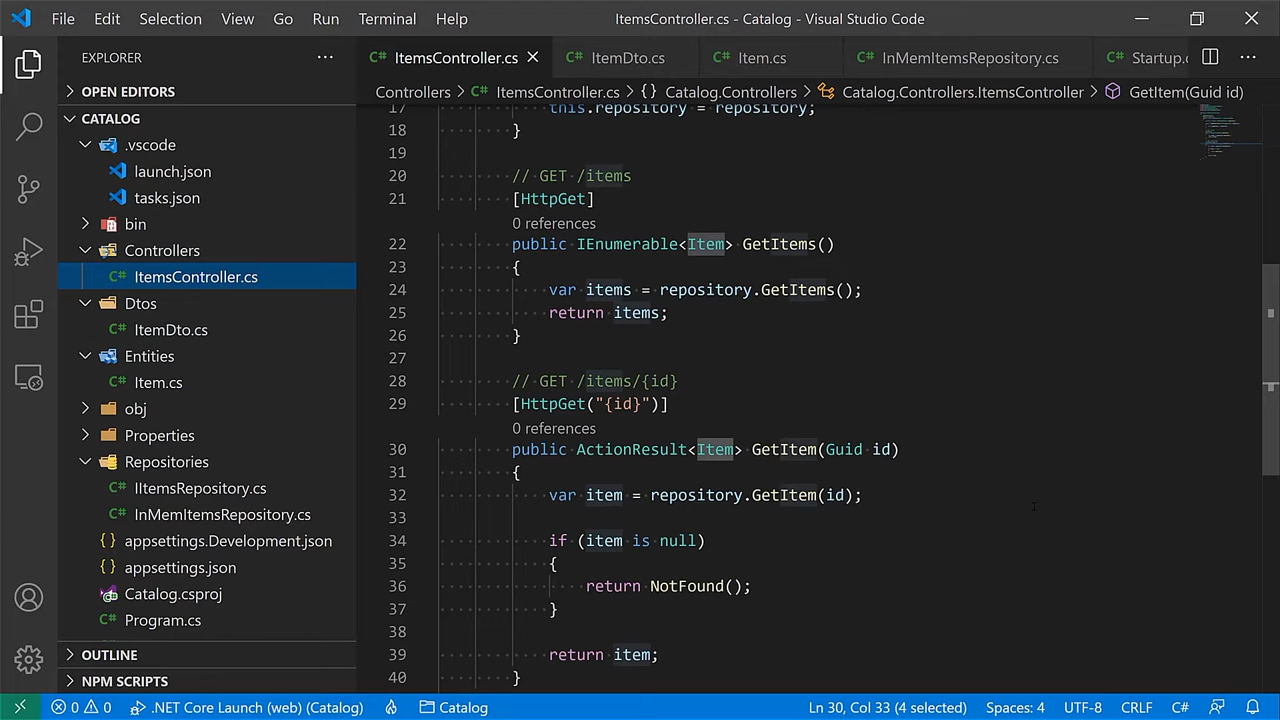 File Edit Selection View Go Run Terminal Help ItemsController.cs - Catalog - Visual Studio Code
EXPLORER
OPEN EDITORS
CATALOG
.vscode
launch.json
tasks.json
bin
Controllers
C# ItemsController.cs
Dtos
C# ItemDto.cs
Entities
C# Item.cs
obj
Properties
Repositories
C# IItemsRepository.cs
C# InMemItemsRepository.cs
{} appsettings.Development.json
{} appsettings.json
Catalog.csproj
C# Program.cs
OUTLINE
NPM SCRIPTS
C# ItemsController.cs C# ItemDto.cs C# Item.cs C# InMemItemsRepository.cs C# Startup.c
Controllers > C# ItemsController.cs > {} Catalog.Controllers > Catalog.Controllers.ItemsController > GetItem(Guid id)
17 this.repository = repository;
18 }
19
20 // GET /items
21 [HttpGet]
0 references
22 public IEnumerable<Item> GetItems()
23 {
24 var items = repository.GetItems();
25 return items;
26 }
27
28 // GET /items/{id}
29 [HttpGet("{id}")]
0 references
30 public ActionResult<Item> GetItem(Guid id)
31 {
32 var item = repository.GetItem(id);
33
34 if (item is null)
35 {
36 return NotFound();
37 }
38
39 return item;
40 }
0 0 .NET Core Launch (web) (Catalog) Catalog Ln 30, Col 33 (4 selected) Spaces: 4 UTF-8 CRLF C#